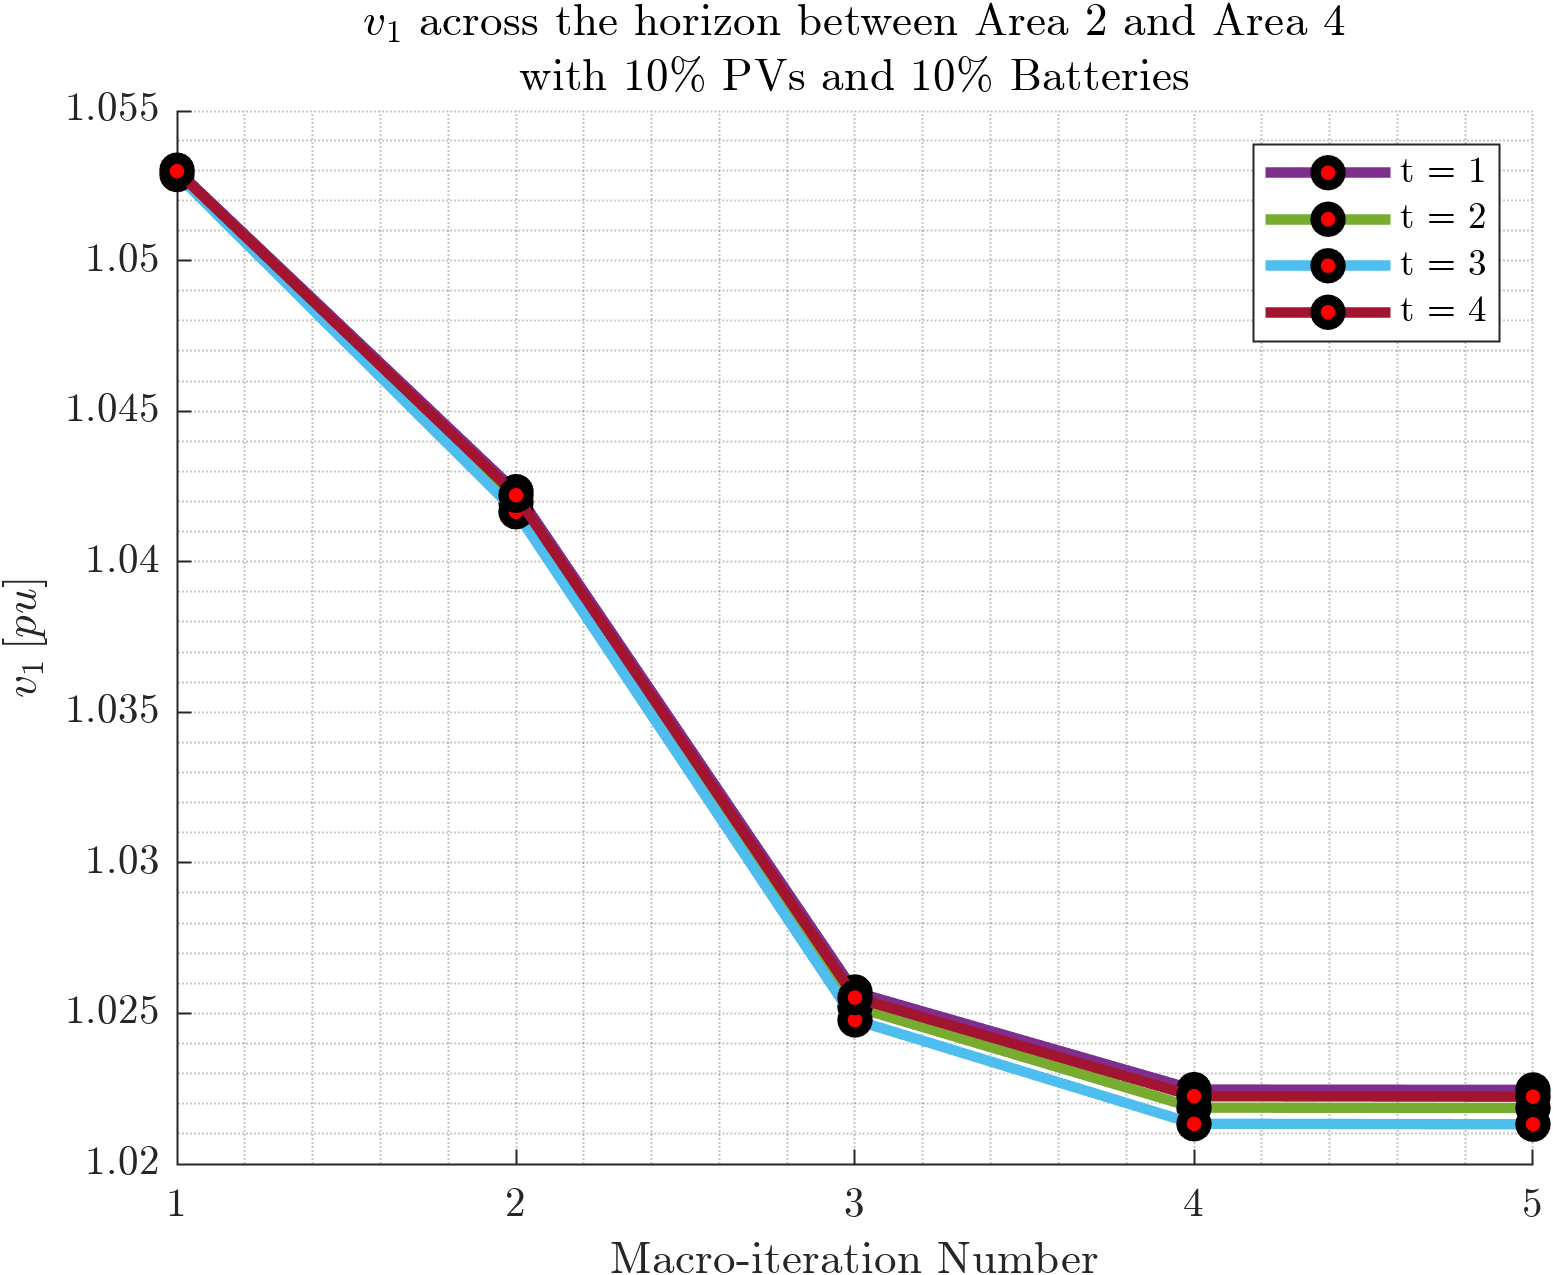 v₁ across the horizon between Area 2 and Area 4
with 10% PVs and 10% Batteries
1.055
1.05
1.045
1.04
1.035
1.03
1.025
1.02
v₁ [pu]
t = 1
t = 2
t = 3
t = 4
1 2 3 4 5
Macro-iteration Number